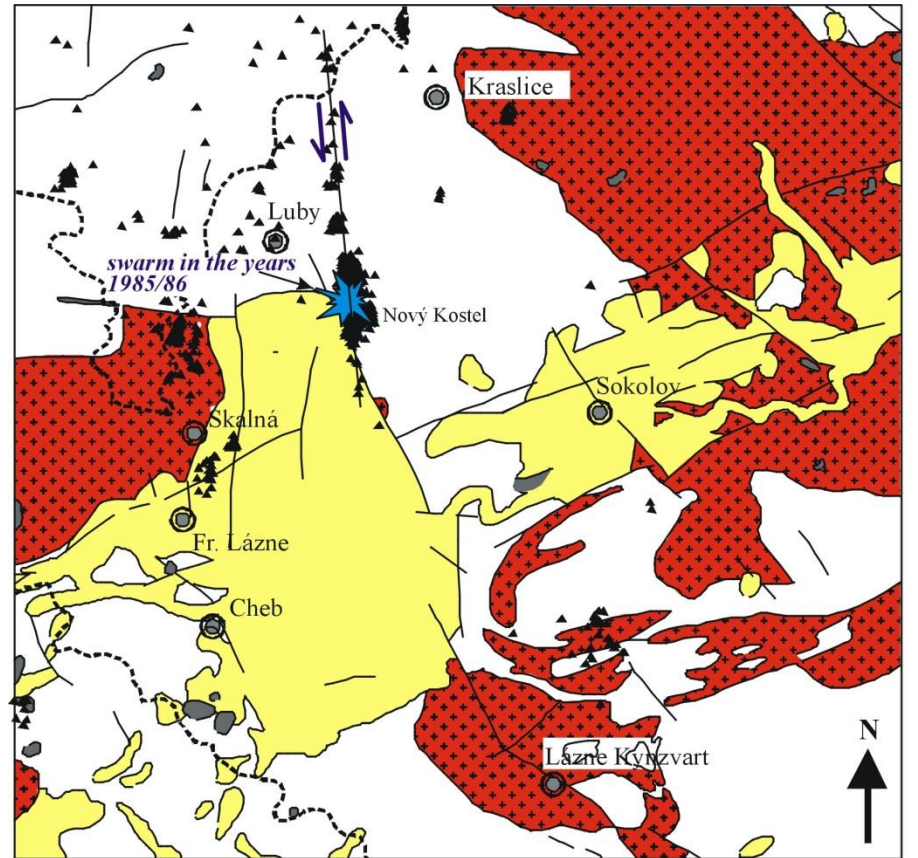 Kraslice
Luby
swarm in the years
1985/86
Nový Kostel
Sokolov
Skalná
Fr. Lázne
Cheb
N
Lázne Kynzvart